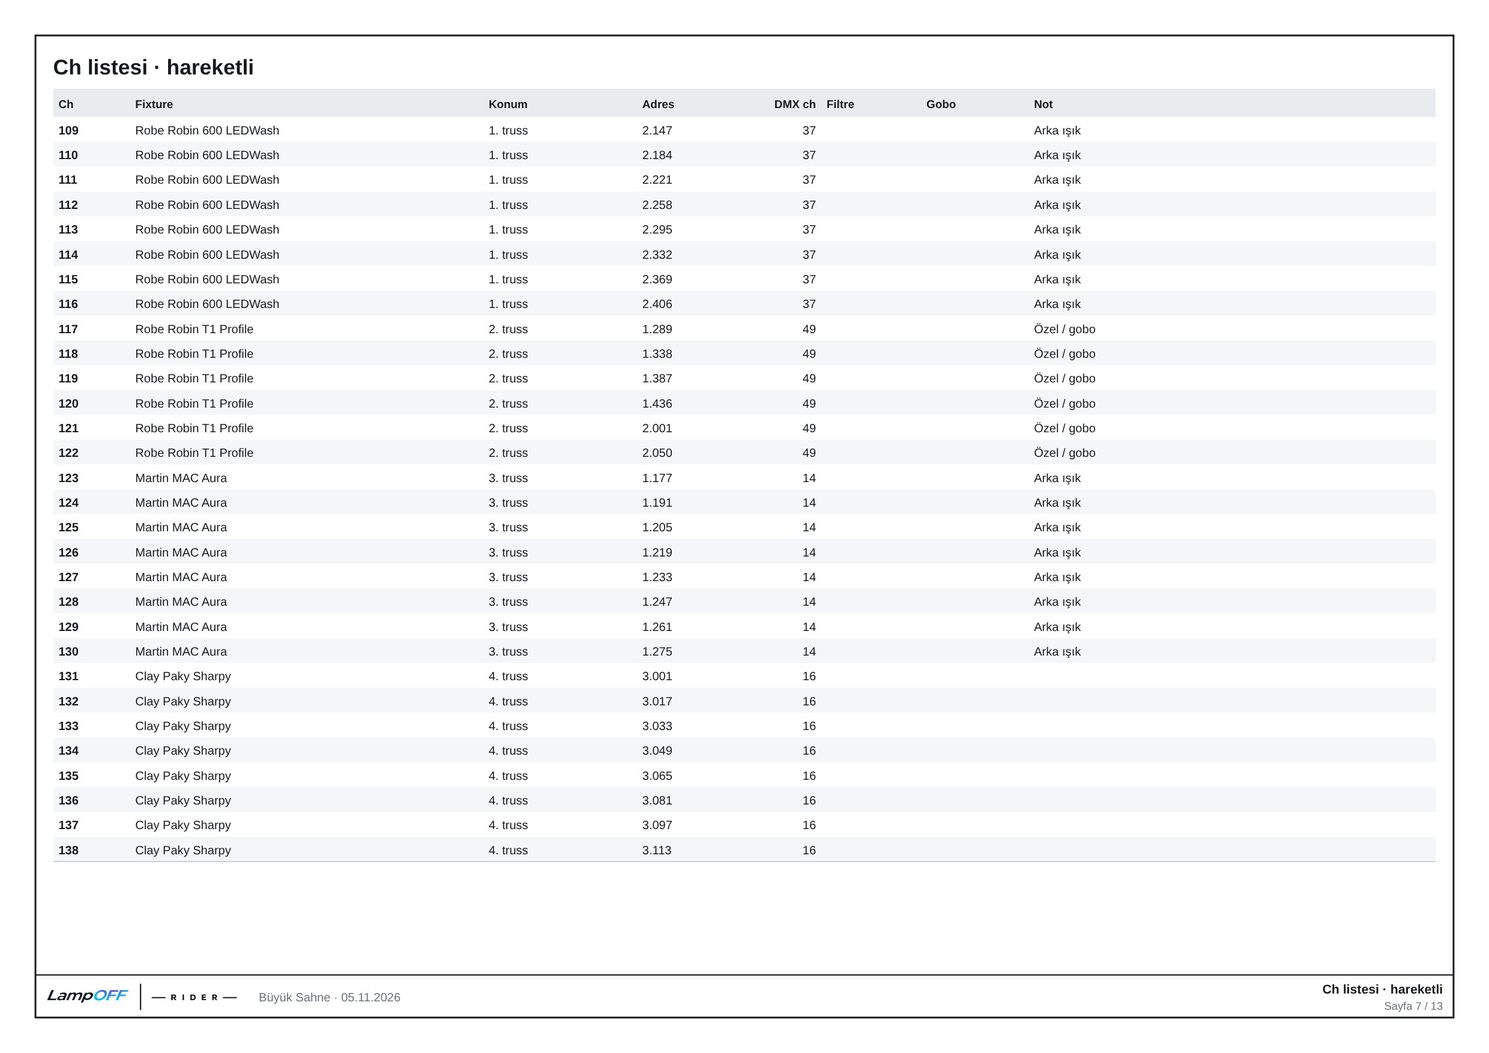 Ch listesi · hareketli
Ch Fixture Konum Adres DMX ch Filtre Gobo Not
109 Robe Robin 600 LEDWash 1. truss 2.147 37 Arka ışık
110 Robe Robin 600 LEDWash 1. truss 2.184 37 Arka ışık
111 Robe Robin 600 LEDWash 1. truss 2.221 37 Arka ışık
112 Robe Robin 600 LEDWash 1. truss 2.258 37 Arka ışık
113 Robe Robin 600 LEDWash 1. truss 2.295 37 Arka ışık
114 Robe Robin 600 LEDWash 1. truss 2.332 37 Arka ışık
115 Robe Robin 600 LEDWash 1. truss 2.369 37 Arka ışık
116 Robe Robin 600 LEDWash 1. truss 2.406 37 Arka ışık
117 Robe Robin T1 Profile 2. truss 1.289 49 Özel / gobo
118 Robe Robin T1 Profile 2. truss 1.338 49 Özel / gobo
119 Robe Robin T1 Profile 2. truss 1.387 49 Özel / gobo
120 Robe Robin T1 Profile 2. truss 1.436 49 Özel / gobo
121 Robe Robin T1 Profile 2. truss 2.001 49 Özel / gobo
122 Robe Robin T1 Profile 2. truss 2.050 49 Özel / gobo
123 Martin MAC Aura 3. truss 1.177 14 Arka ışık
124 Martin MAC Aura 3. truss 1.191 14 Arka ışık
125 Martin MAC Aura 3. truss 1.205 14 Arka ışık
126 Martin MAC Aura 3. truss 1.219 14 Arka ışık
127 Martin MAC Aura 3. truss 1.233 14 Arka ışık
128 Martin MAC Aura 3. truss 1.247 14 Arka ışık
129 Martin MAC Aura 3. truss 1.261 14 Arka ışık
130 Martin MAC Aura 3. truss 1.275 14 Arka ışık
131 Clay Paky Sharpy 4. truss 3.001 16
132 Clay Paky Sharpy 4. truss 3.017 16
133 Clay Paky Sharpy 4. truss 3.033 16
134 Clay Paky Sharpy 4. truss 3.049 16
135 Clay Paky Sharpy 4. truss 3.065 16
136 Clay Paky Sharpy 4. truss 3.081 16
137 Clay Paky Sharpy 4. truss 3.097 16
138 Clay Paky Sharpy 4. truss 3.113 16
LampOFF RIDER Büyük Sahne · 05.11.2026
Ch listesi · hareketli
Sayfa 7 / 13